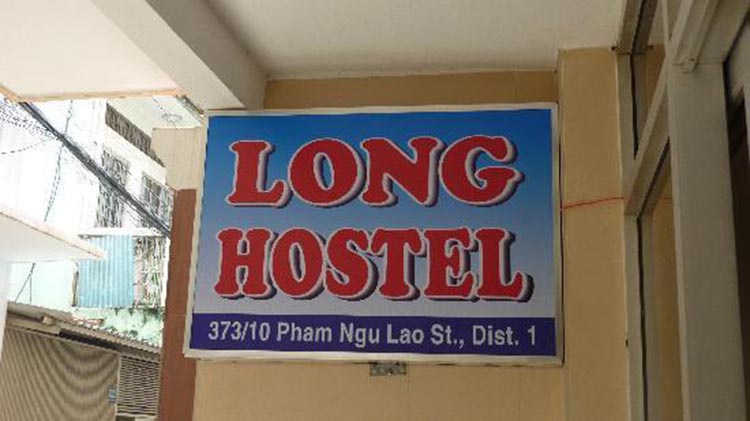 LONG
HOSTEL
373/10 Pham Ngu Lao St., Dist. 1